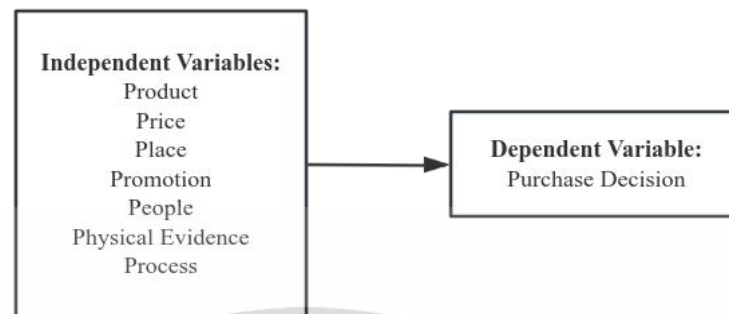 Independent Variables:
Product
Price
Place
Promotion
People
Physical Evidence
Process
Dependent Variable:
Purchase Decision